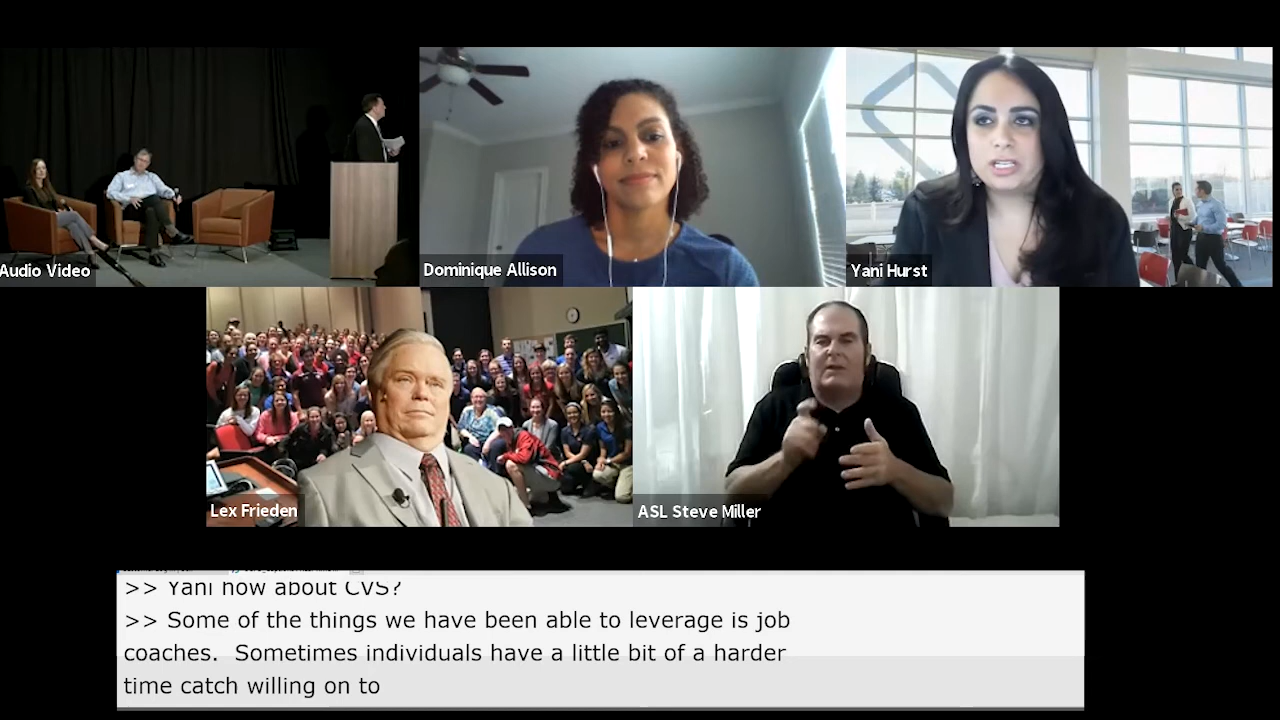 Audio Video
Dominique Allison
Yani Hurst
Lex Frieden
ASL Steve Miller
>> Yani how about CVS?
>> Some of the things we have been able to leverage is job
coaches.  Sometimes individuals have a little bit of a harder
time catch willing on to